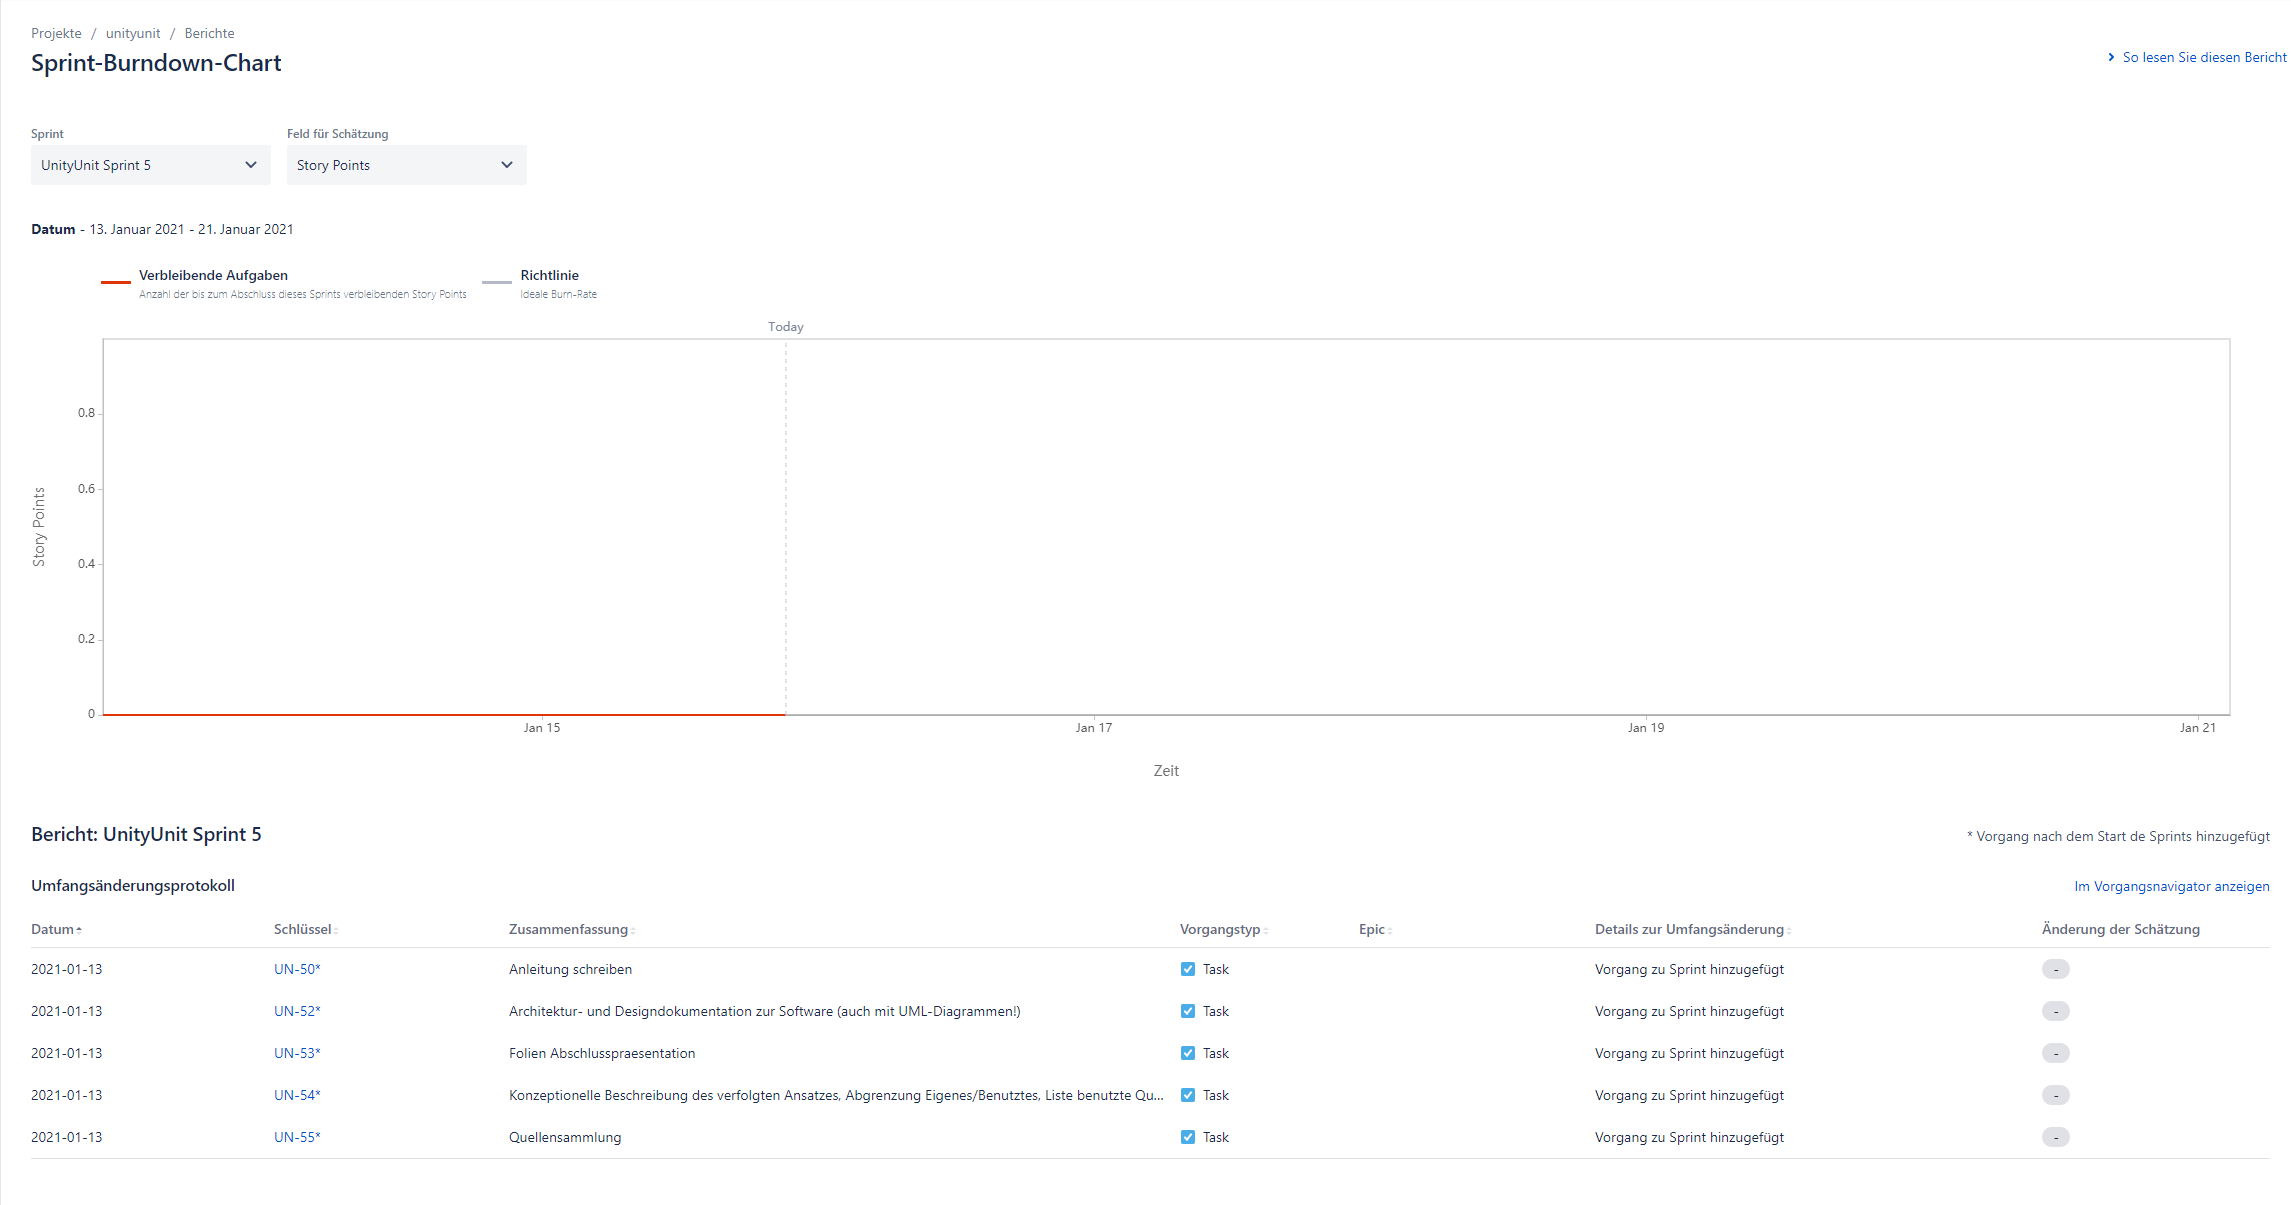 Projekte / unityunit / Berichte
Sprint-Burndown-Chart
So lesen Sie diesen Bericht
Sprint
Feld für Schätzung
UnityUnit Sprint 5
Story Points
Datum - 13. Januar 2021 - 21. Januar 2021
Verbleibende Aufgaben
Anzahl der bis zum Abschluss dieses Sprints verbleibenden Story Points
Richtlinie
Ideale Burn-Rate
Today
0.8
0.6
0.4
0.2
0
Story Points
Jan 15
Jan 17
Jan 19
Jan 21
Zeit
Bericht: UnityUnit Sprint 5
* Vorgang nach dem Start de Sprints hinzugefügt
Umfangsänderungsprotokoll
Im Vorgangsnavigator anzeigen
Datum Schlüssel Zusammenfassung Vorgangstyp Epic Details zur Umfangsänderung Änderung der Schätzung
2021-01-13 UN-50* Anleitung schreiben Task Vorgang zu Sprint hinzugefügt -
2021-01-13 UN-52* Architektur- und Designdokumentation zur Software (auch mit UML-Diagrammen!) Task Vorgang zu Sprint hinzugefügt -
2021-01-13 UN-53* Folien Abschlusspraesentation Task Vorgang zu Sprint hinzugefügt -
2021-01-13 UN-54* Konzeptionelle Beschreibung des verfolgten Ansatzes, Abgrenzung Eigenes/Benutztes, Liste benutzte Qu... Task Vorgang zu Sprint hinzugefügt -
2021-01-13 UN-55* Quellensammlung Task Vorgang zu Sprint hinzugefügt -